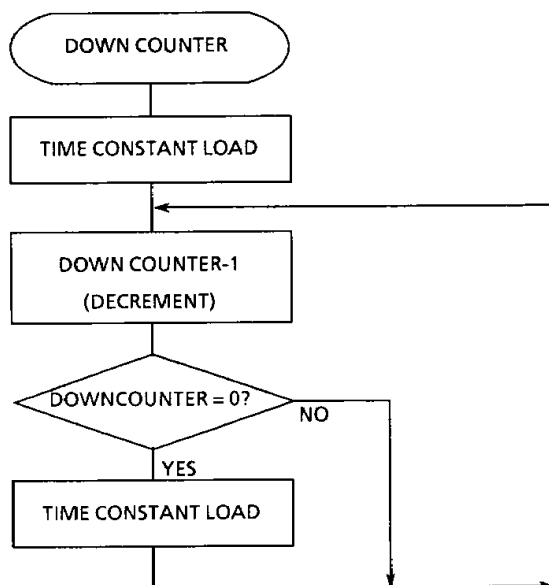 DOWN COUNTER
TIME CONSTANT LOAD
DOWN COUNTER-1
(DECREMENT)
DOWNCOUNTER = 0?
NO
YES
TIME CONSTANT LOAD